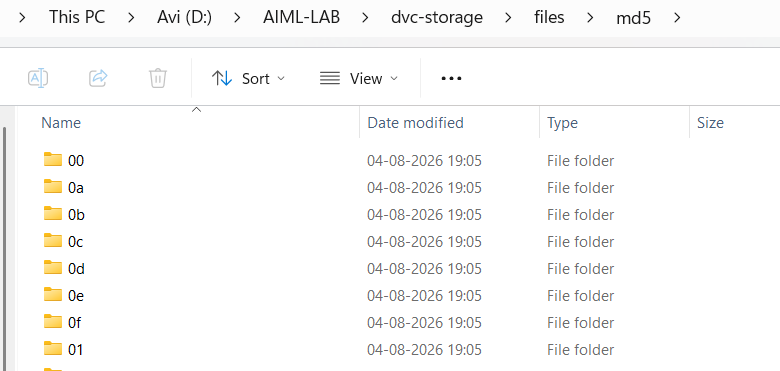 This PC > Avi (D:) > AIML-LAB > dvc-storage > files > md5 >
Sort View
Name Date modified Type Size
00 04-08-2026 19:05 File folder
0a 04-08-2026 19:05 File folder
0b 04-08-2026 19:05 File folder
0c 04-08-2026 19:05 File folder
0d 04-08-2026 19:05 File folder
0e 04-08-2026 19:05 File folder
0f 04-08-2026 19:05 File folder
01 04-08-2026 19:05 File folder